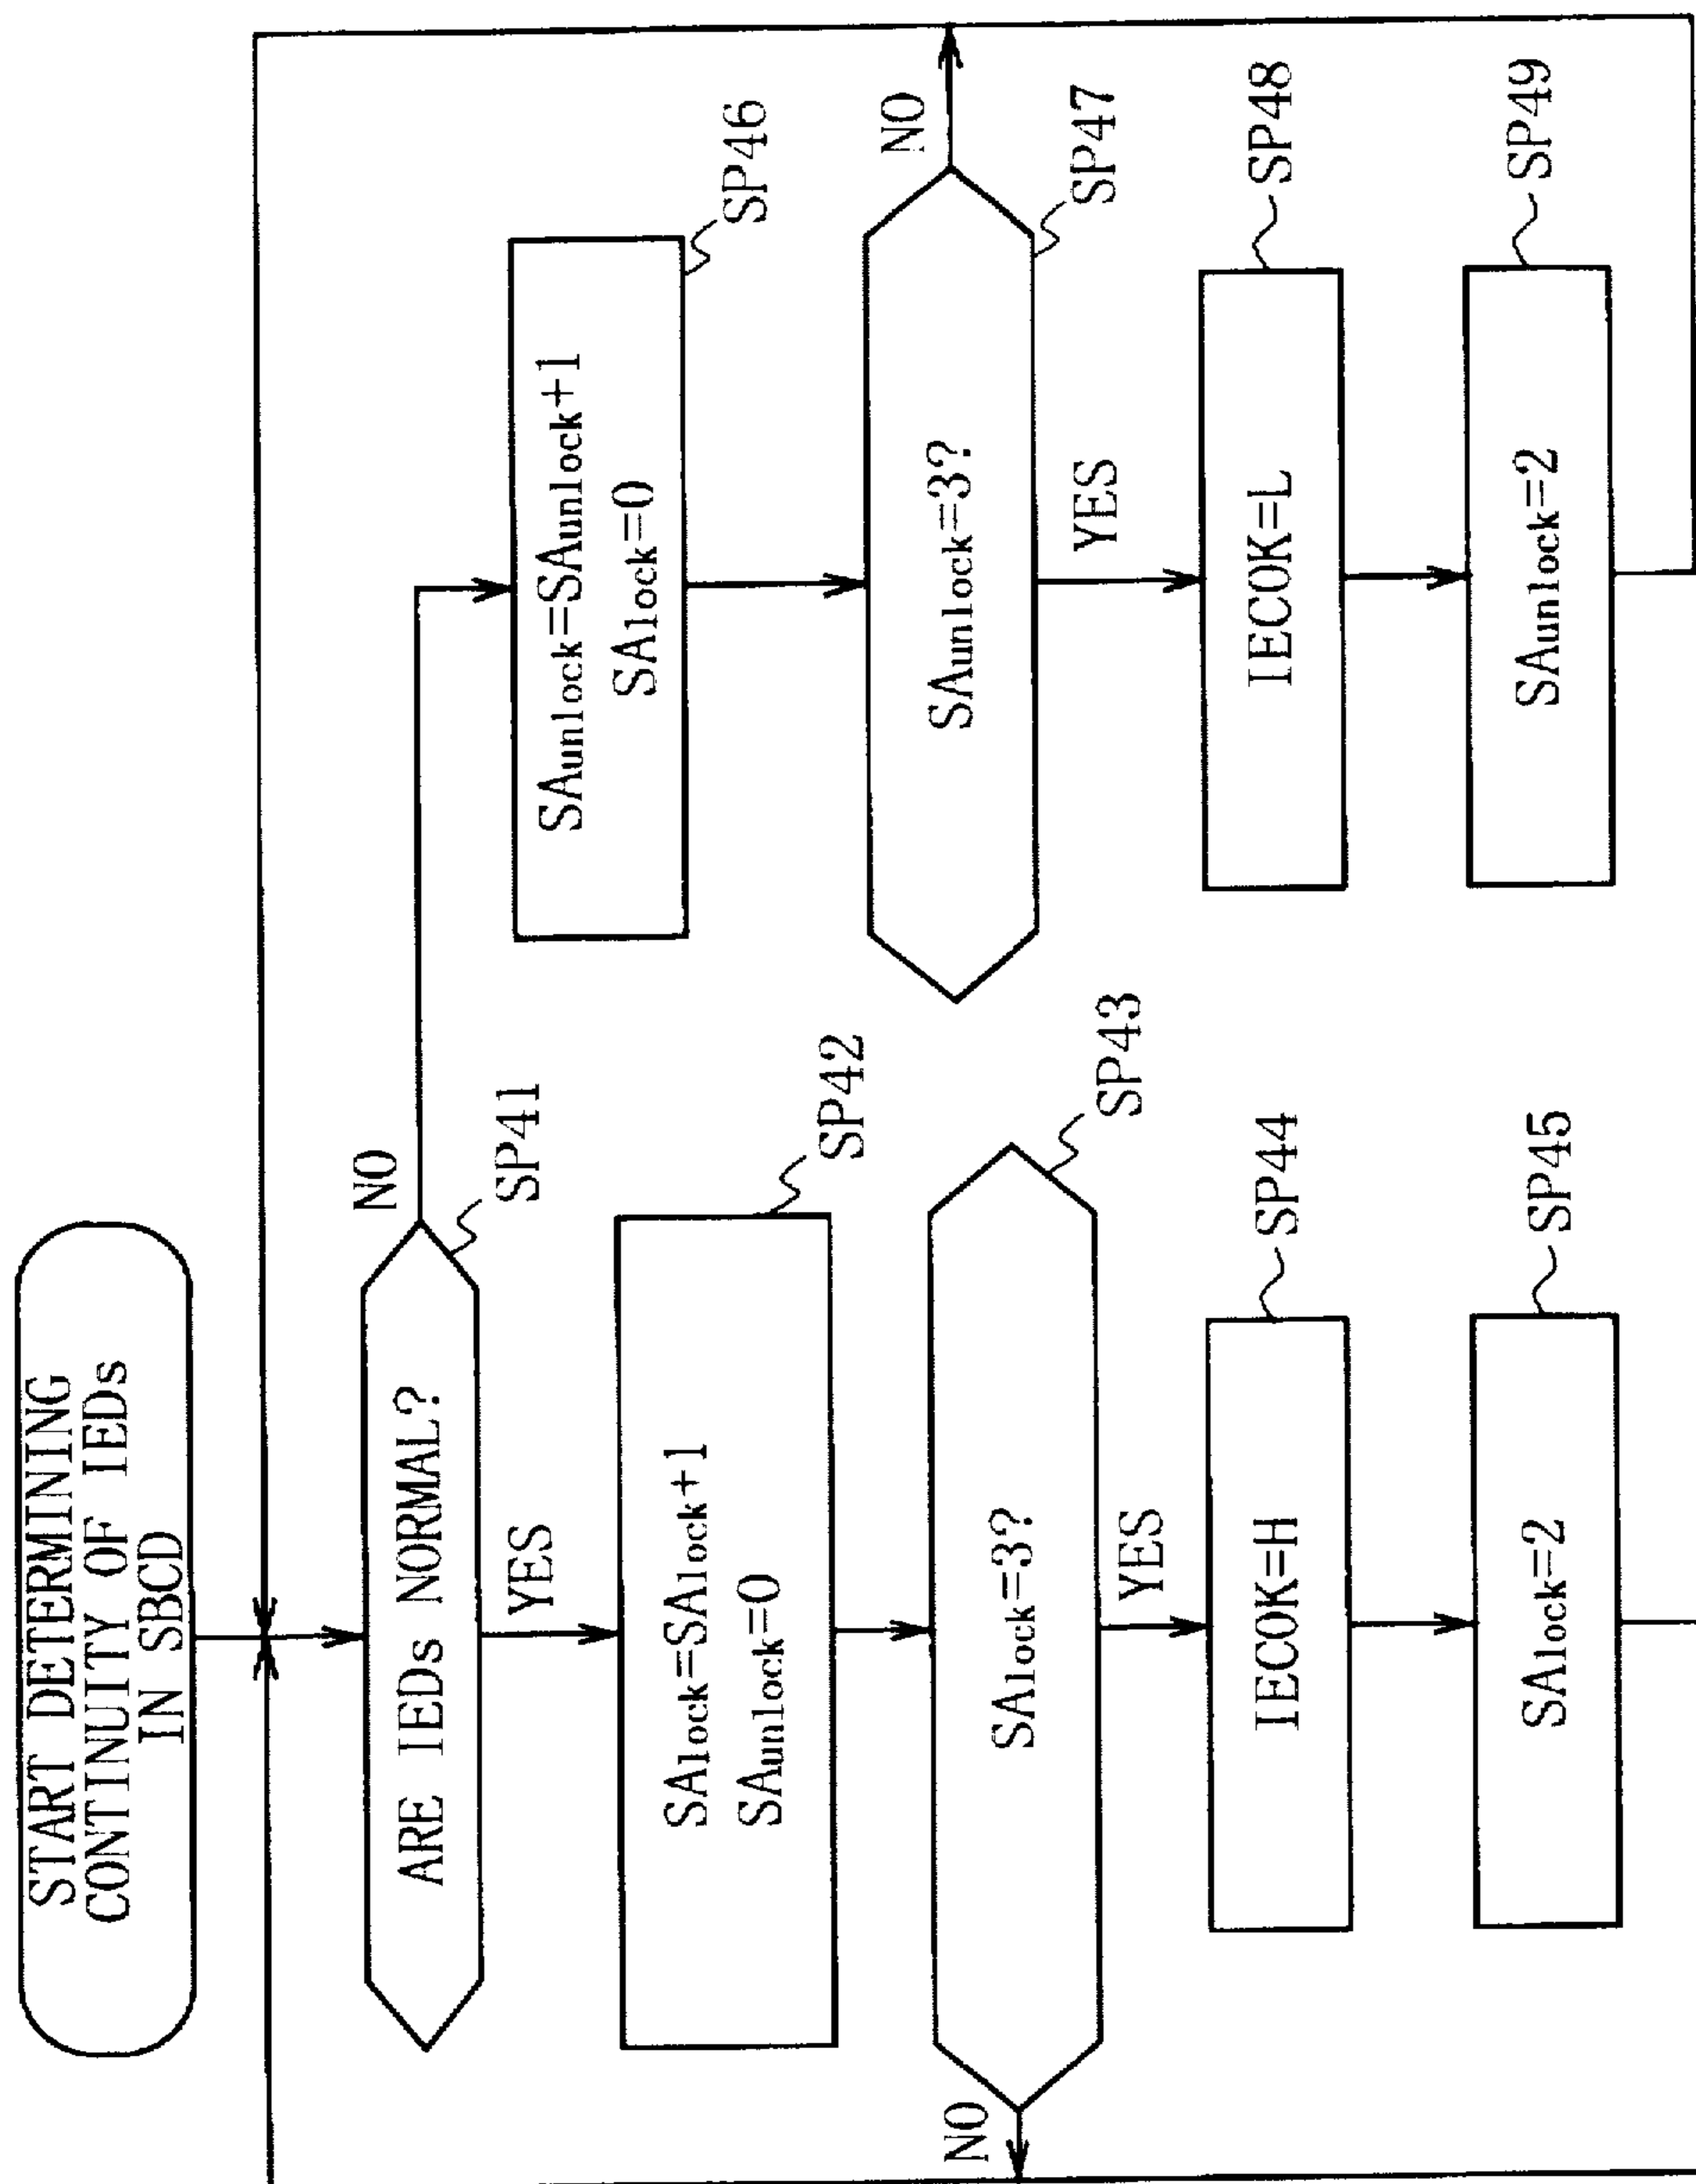 START DETERMINING
CONTINUITY OF IEDs
IN SBCD
ARE IEDs NORMAL?
SP41
NO
YES
SAlock=SAlock+1
SAunlock=0
SP42
SAlock=3?
SP43
NO
YES
IECOK=H
SP44
SAlock=2
SP45
SAunlock=SAunlock+1
SAlock=0
SP46
SAunlock=3?
SP47
NO
YES
IECOK=L
SP48
SAunlock=2
SP49